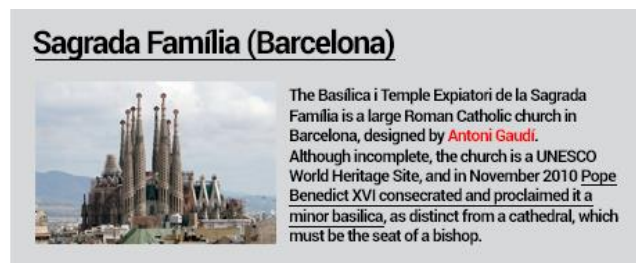 Sagrada Família (Barcelona)
The Basílica i Temple Expiatori de la Sagrada
Família is a large Roman Catholic church in
Barcelona, designed by Antoni Gaudí.
Although incomplete, the church is a UNESCO
World Heritage Site, and in November 2010 Pope
Benedict XVI consecrated and proclaimed it a
minor basilica, as distinct from a cathedral, which
must be the seat of a bishop.